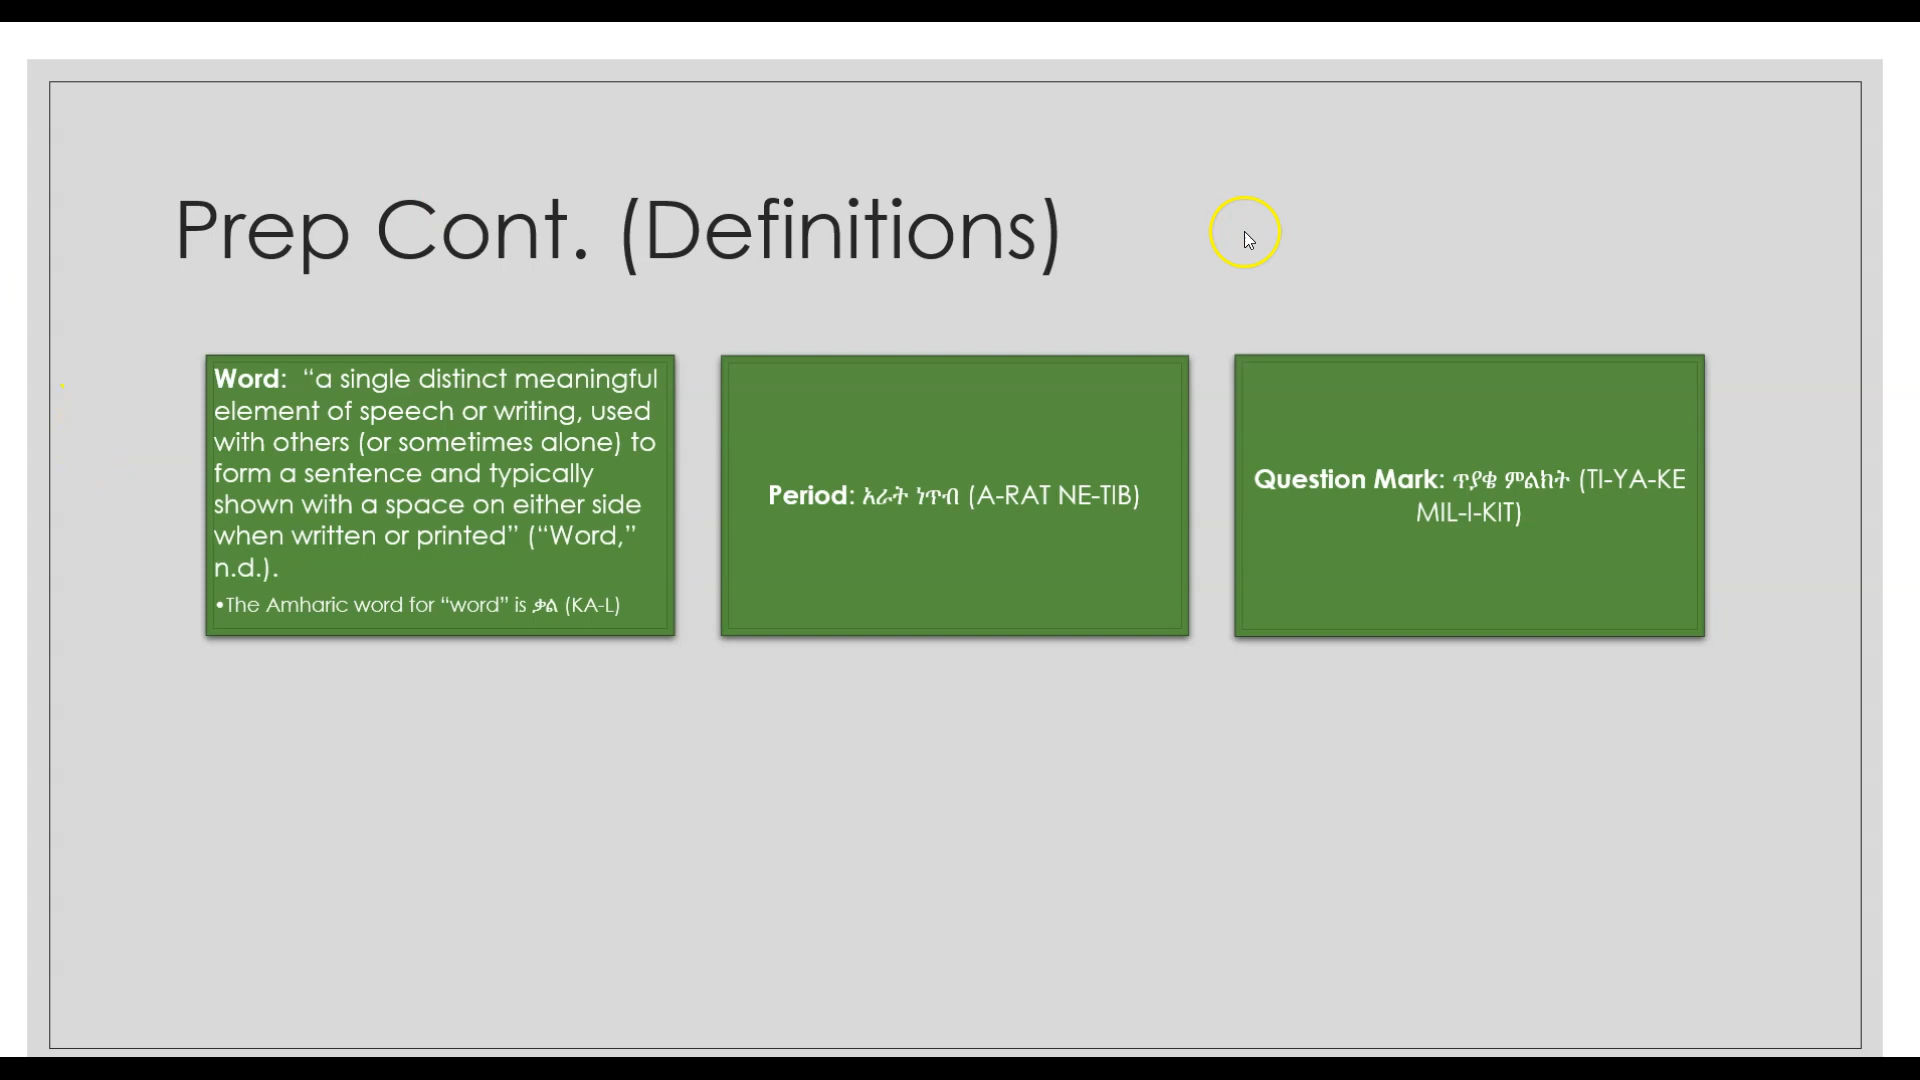 Prep Cont. (Definitions)
Word:  “a single distinct meaningful
element of speech or writing, used
with others (or sometimes alone) to
form a sentence and typically
shown with a space on either side
when written or printed” (“Word,”
n.d.).
•The Amharic word for “word” is ቃል (KA-L)
Period: አራት ነጥብ (A-RAT NE-TIB)
Question Mark: ጥያቄ ምልክት (TI-YA-KE
MIL-I-KIT)